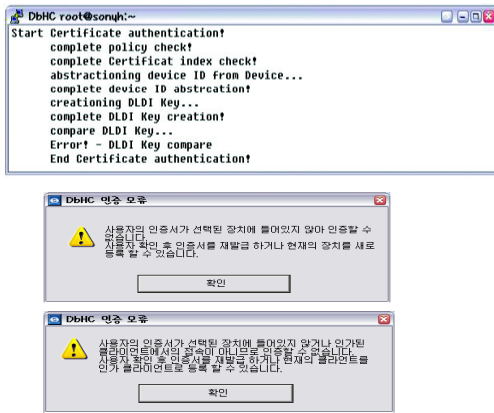 DbHC root@sonyh:~
Start Certificate authentication!
complete policy check!
complete Certificat index check!
abstractioning device ID from Device...
complete device ID abstrcation!
creationing DLDI Key...
complete DLDI Key creation!
compare DLDI Key...
Error! - DLDI Key compare
End Certificate authentication!
DbHC 인증 오류
사용자의 인증서가 선택된 장치에 들어있지 않아 인증할 수
없습니다.
사용자 확인 후 인증서를 재발급 하거나 현재의 장치를 새로
등록 할 수 있습니다.
확인
DbHC 인증 오류
사용자의 인증서가 선택된 장치에 들어있지 않거나 인가된
클라이언트에서의 접속이 아니므로 인증할 수 없습니다.
사용자 확인 후 인증서를 재발급 하거나 현재의 클라언트를
인가 클라이언트로 등록 할 수 있습니다.
확인